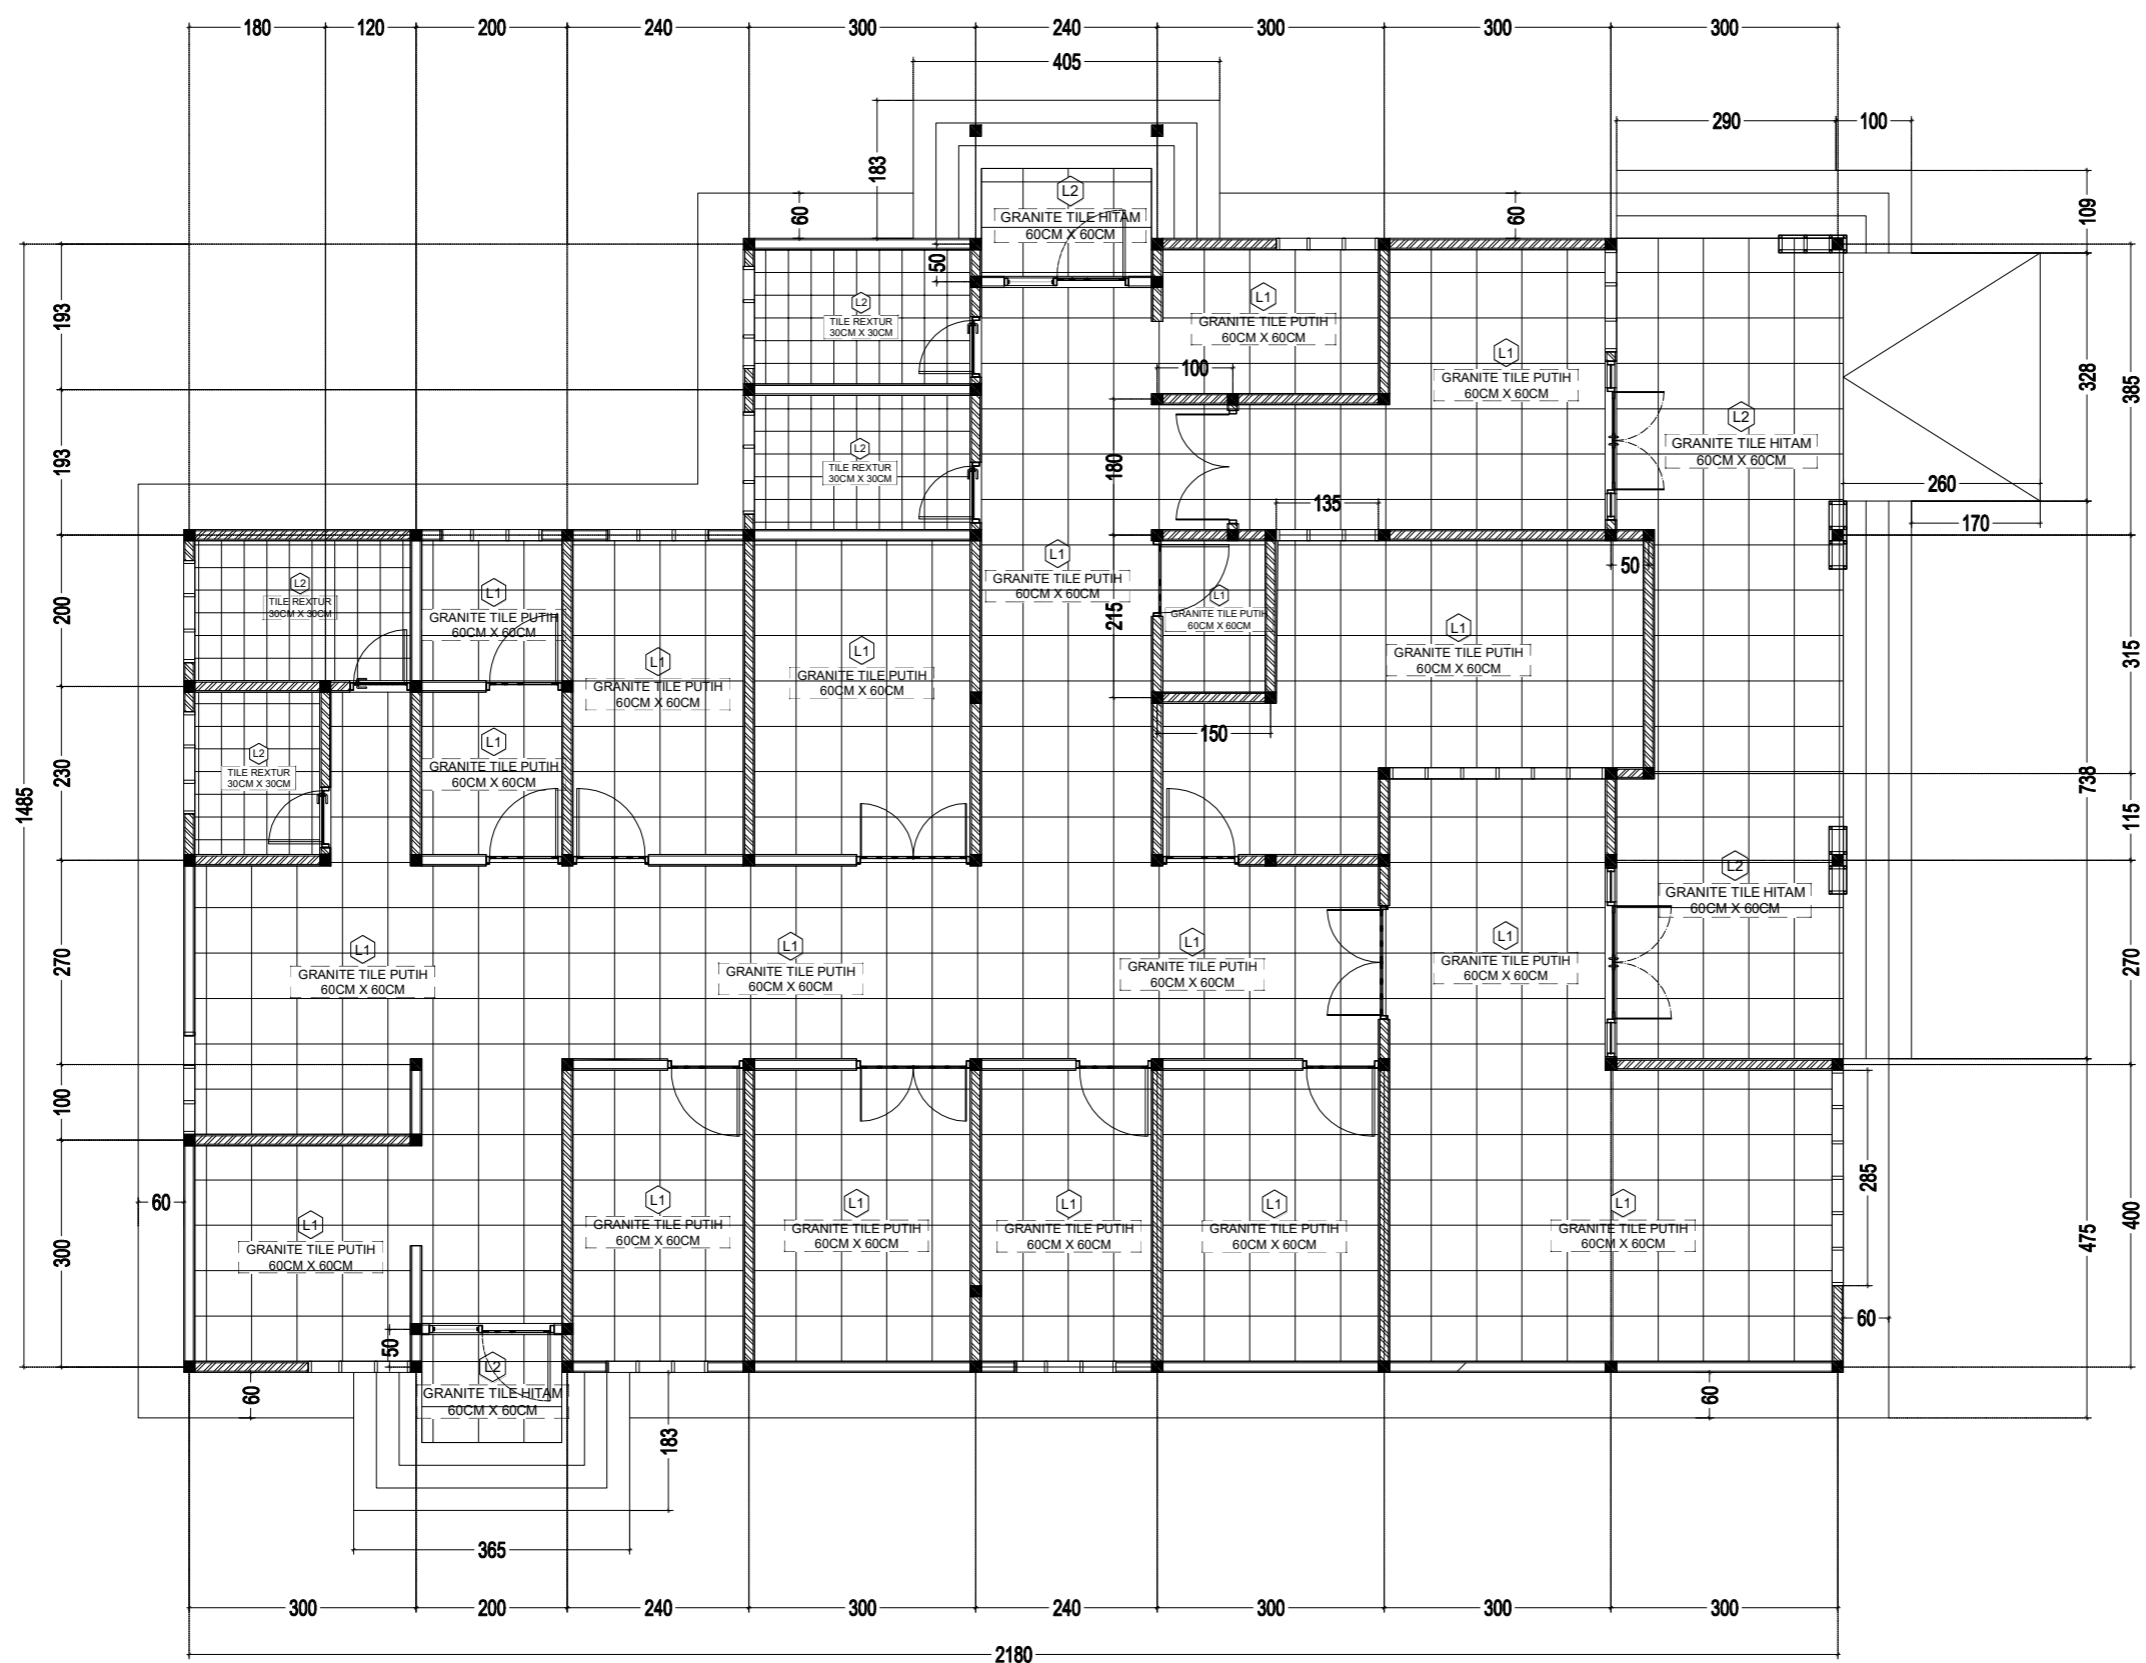 180 120 200 240 300 240 300 300 300
405
290 100
183
60 60 109
L2
GRANITE TILE HITAM
60CM X 60CM
50
193
L2
TILE REXTUR
30CM X 30CM
L1
GRANITE TILE PUTIH
60CM X 60CM
100
L1
GRANITE TILE PUTIH
60CM X 60CM
328
385
L2
GRANITE TILE HITAM
60CM X 60CM
193
L2
TILE REXTUR
30CM X 30CM
180
135
260
170
L1
GRANITE TILE PUTIH
60CM X 60CM
50
200
L2
TILE REXTUR
30CM X 30CM
L1
GRANITE TILE PUTIH
60CM X 60CM
L1
GRANITE TILE PUTIH
60CM X 60CM
L1
GRANITE TILE PUTIH
60CM X 60CM
215
L1
GRANITE TILE PUTIH
60CM X 60CM
L1
GRANITE TILE PUTIH
60CM X 60CM
315
150
230
L2
TILE REXTUR
30CM X 30CM
L1
GRANITE TILE PUTIH
60CM X 60CM
1485
738
115
L2
GRANITE TILE HITAM
60CM X 60CM
270
L1
GRANITE TILE PUTIH
60CM X 60CM
L1
GRANITE TILE PUTIH
60CM X 60CM
L1
GRANITE TILE PUTIH
60CM X 60CM
L1
GRANITE TILE PUTIH
60CM X 60CM
270
100
285
400
60
300
L1
GRANITE TILE PUTIH
60CM X 60CM
L1
GRANITE TILE PUTIH
60CM X 60CM
L1
GRANITE TILE PUTIH
60CM X 60CM
L1
GRANITE TILE PUTIH
60CM X 60CM
L1
GRANITE TILE PUTIH
60CM X 60CM
L1
GRANITE TILE PUTIH
60CM X 60CM
475
60
50
60
L2
GRANITE TILE HITAM
60CM X 60CM
60
183
365
300 200 240 300 240 300 300 300
2180